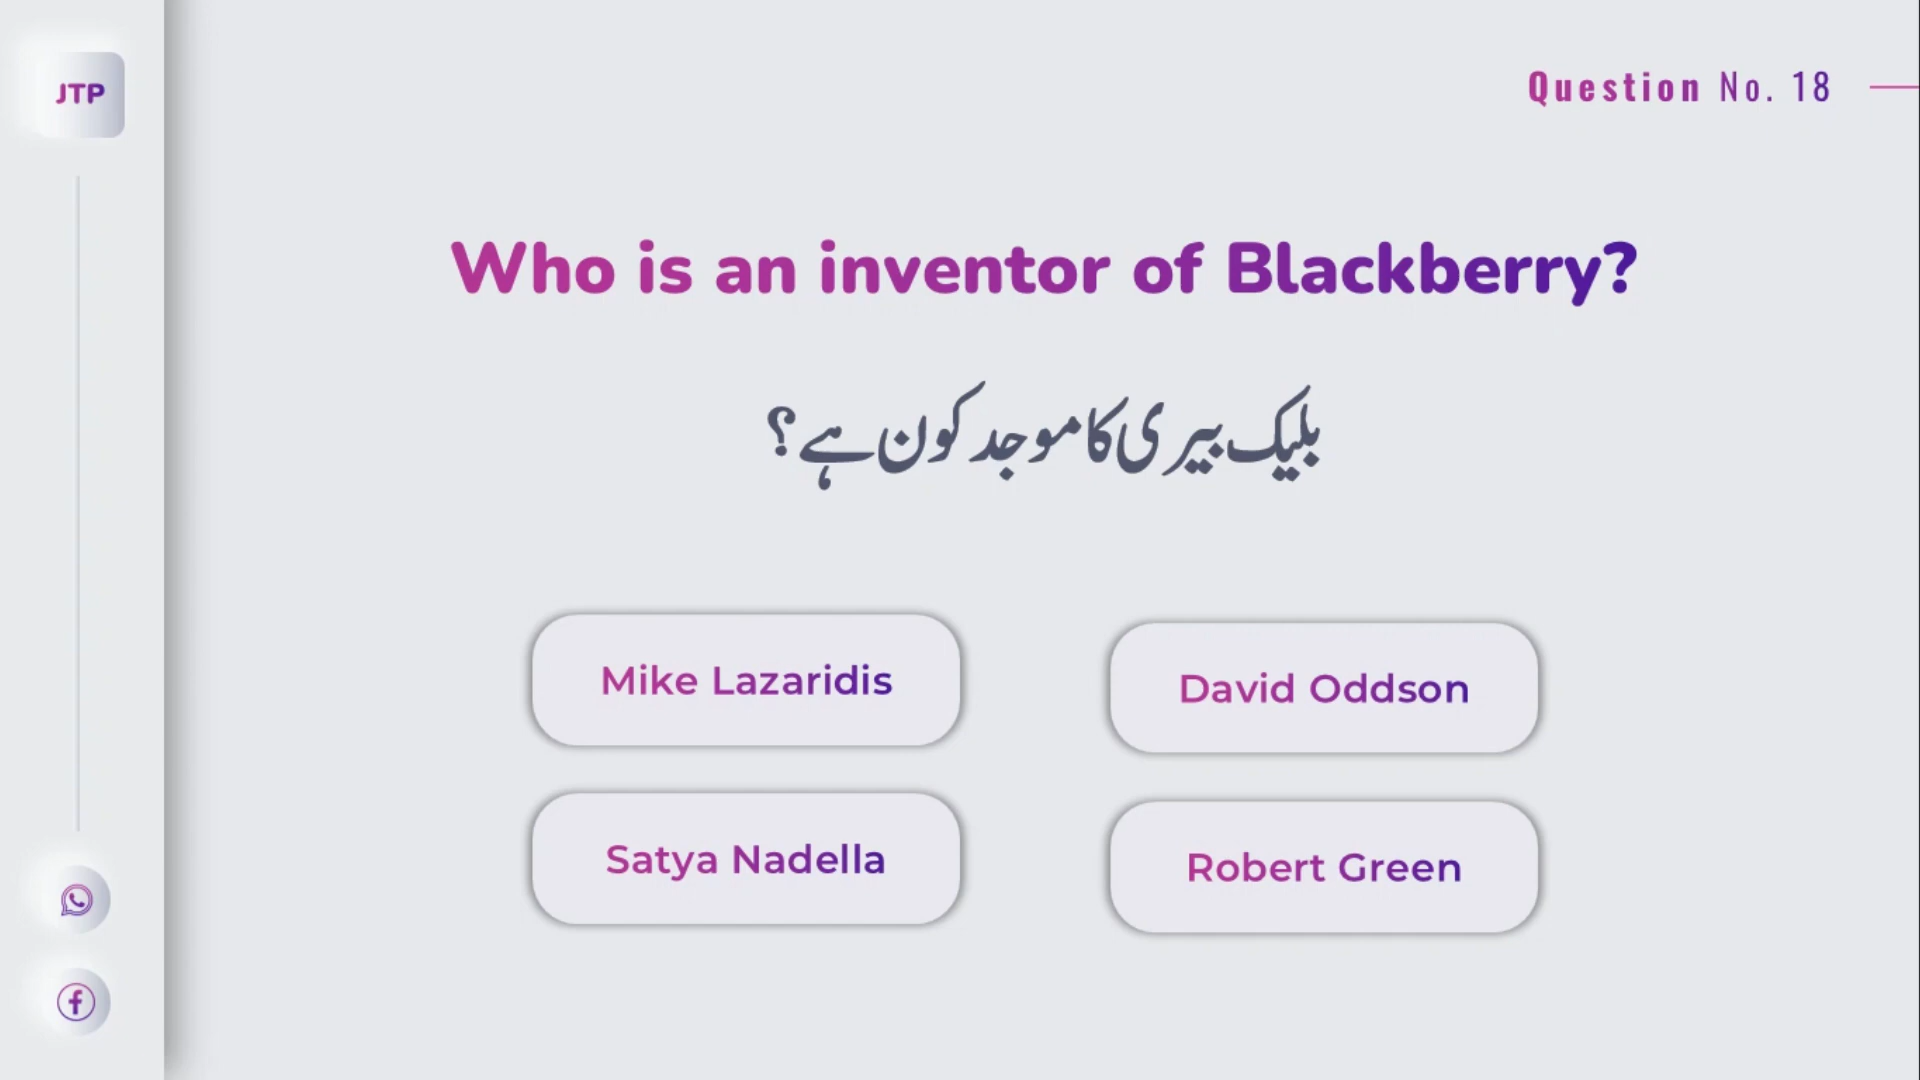 JTP
Question No. 18
Who is an inventor of Blackberry?
بلیک بیری کا موجد کون ہے؟
Mike Lazaridis
David Oddson
Satya Nadella
Robert Green